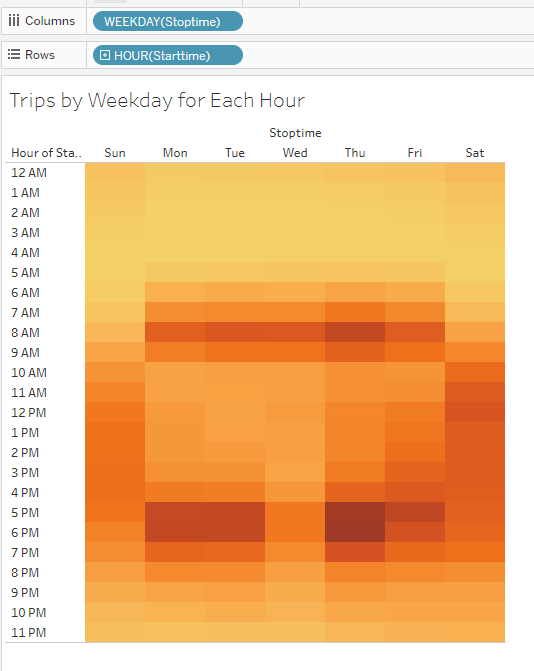 Columns WEEKDAY(Stoptime)
Rows HOUR(Starttime)
Trips by Weekday for Each Hour
Stoptime
Hour of Sta.. Sun Mon Tue Wed Thu Fri Sat
12 AM
1 AM
2 AM
3 AM
4 AM
5 AM
6 AM
7 AM
8 AM
9 AM
10 AM
11 AM
12 PM
1 PM
2 PM
3 PM
4 PM
5 PM
6 PM
7 PM
8 PM
9 PM
10 PM
11 PM